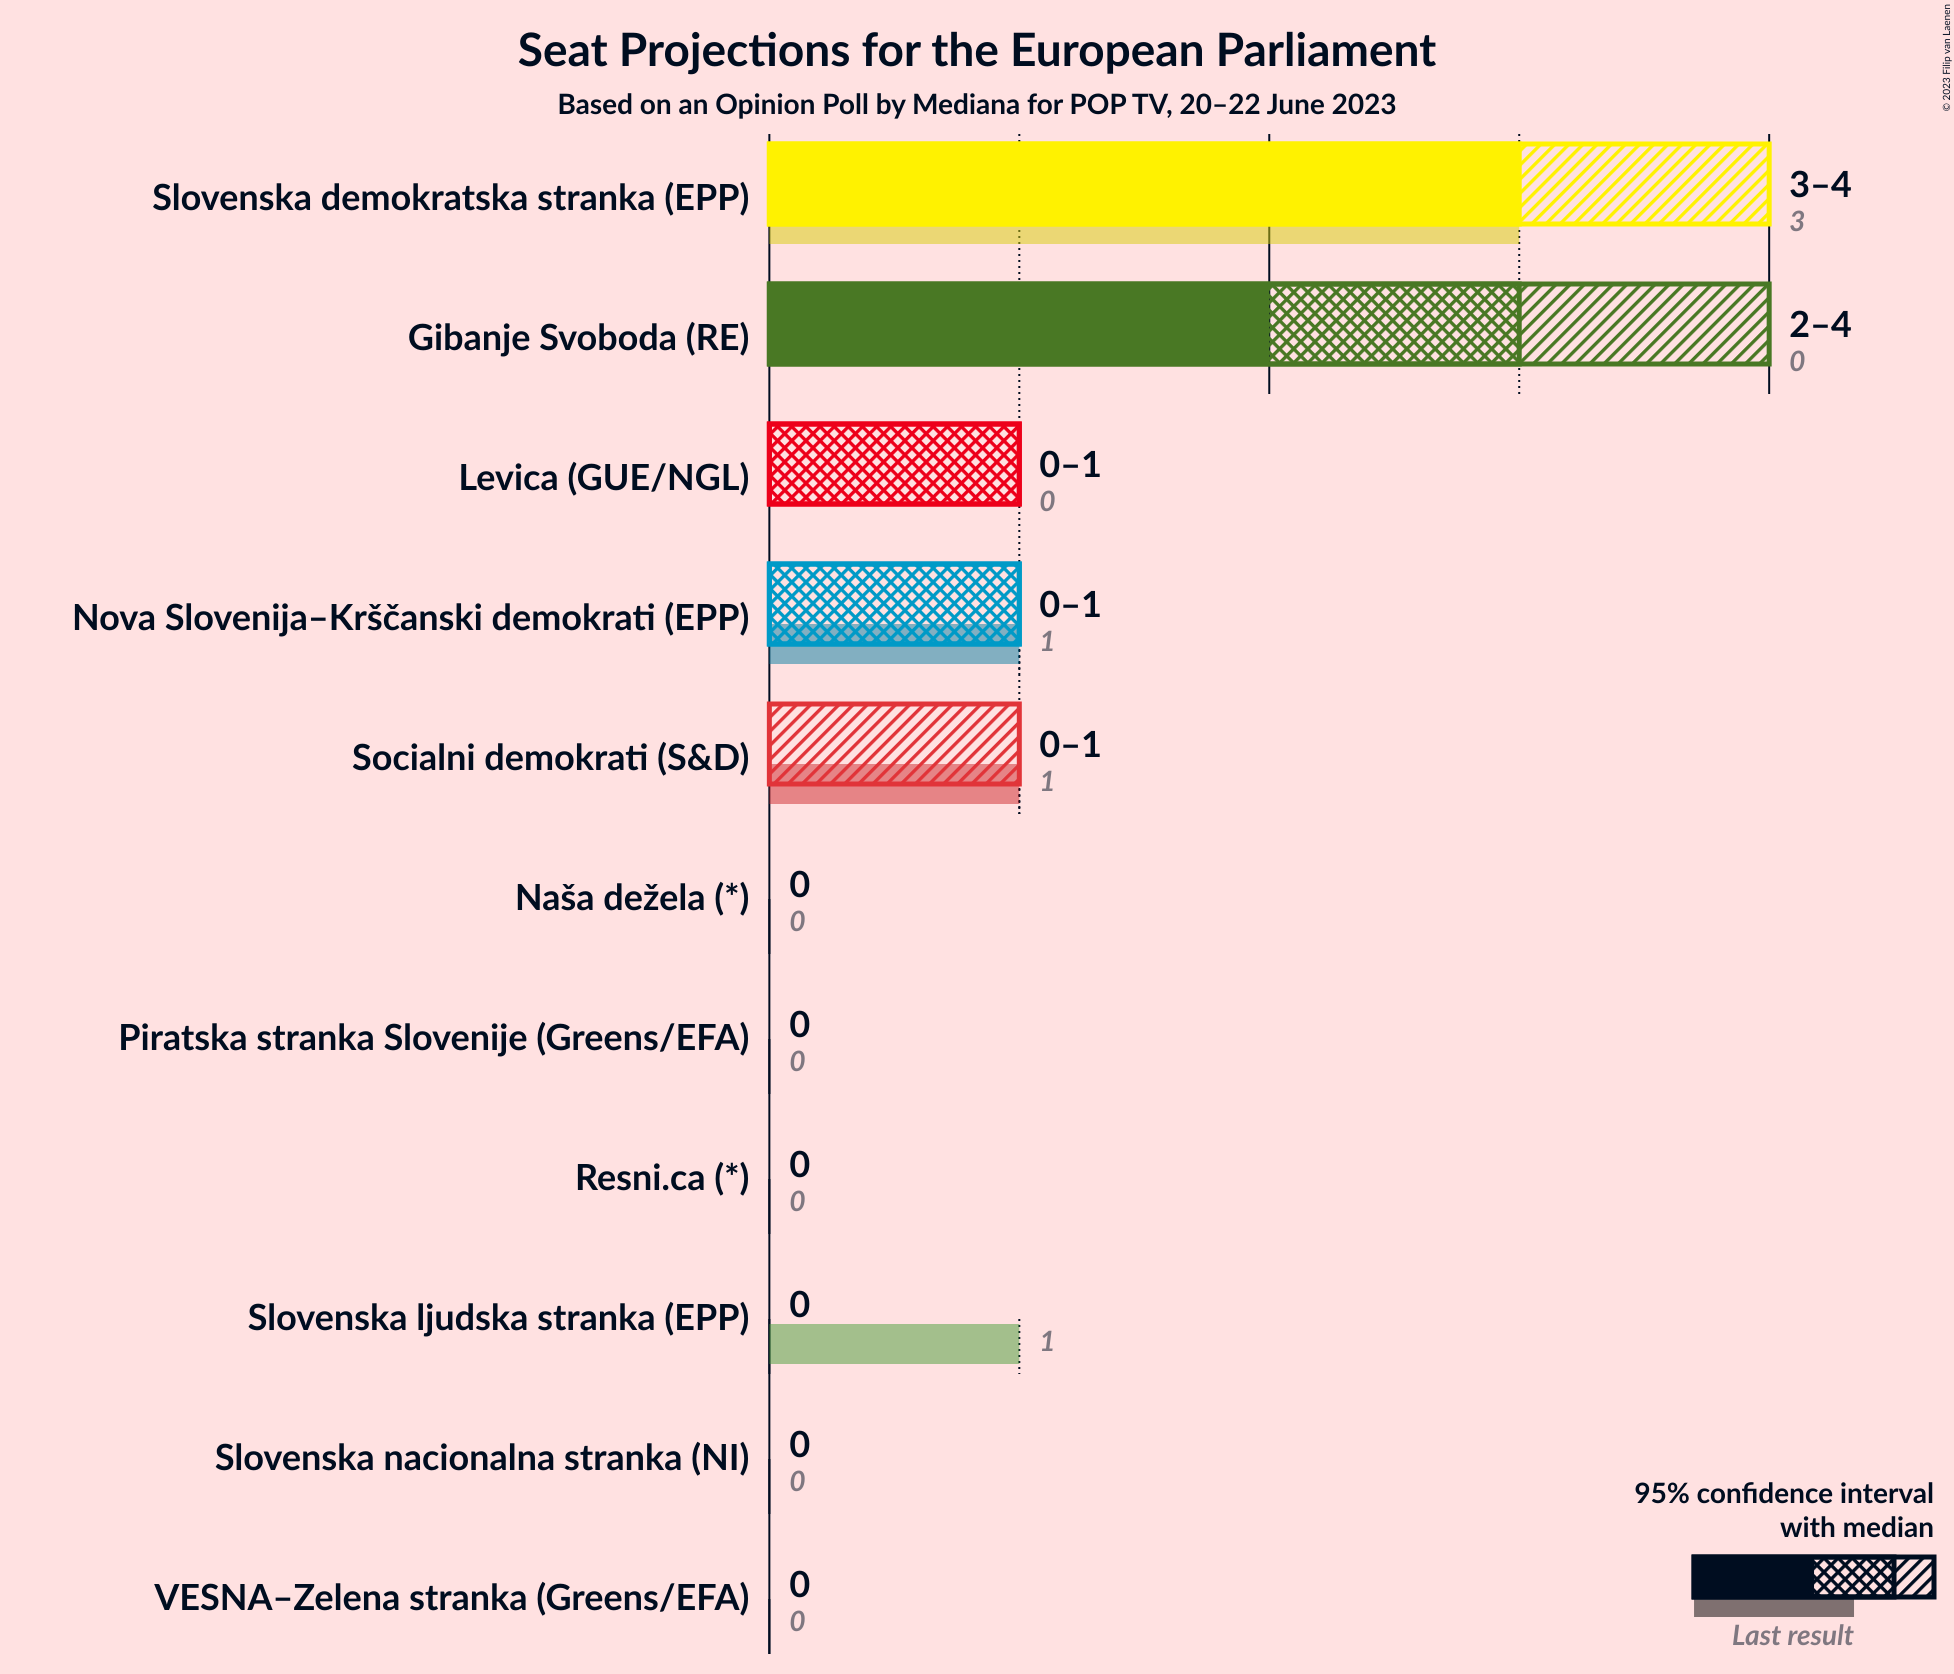 Seat Projections for the European Parliament
Based on an Opinion Poll by Mediana for POP TV, 20–22 June 2023
© 2023 Filip van Laenen
Slovenska demokratska stranka (EPP)
3–4
3
Gibanje Svoboda (RE)
2–4
0
Levica (GUE/NGL)
0–1
0
Nova Slovenija–Krščanski demokrati (EPP)
0–1
1
Socialni demokrati (S&D)
0–1
1
Naša dežela (*)
0
0
Piratska stranka Slovenije (Greens/EFA)
0
0
Resni.ca (*)
0
0
Slovenska ljudska stranka (EPP)
0
1
Slovenska nacionalna stranka (NI)
0
0
VESNA–Zelena stranka (Greens/EFA)
0
0
95% confidence interval
with median
Last result